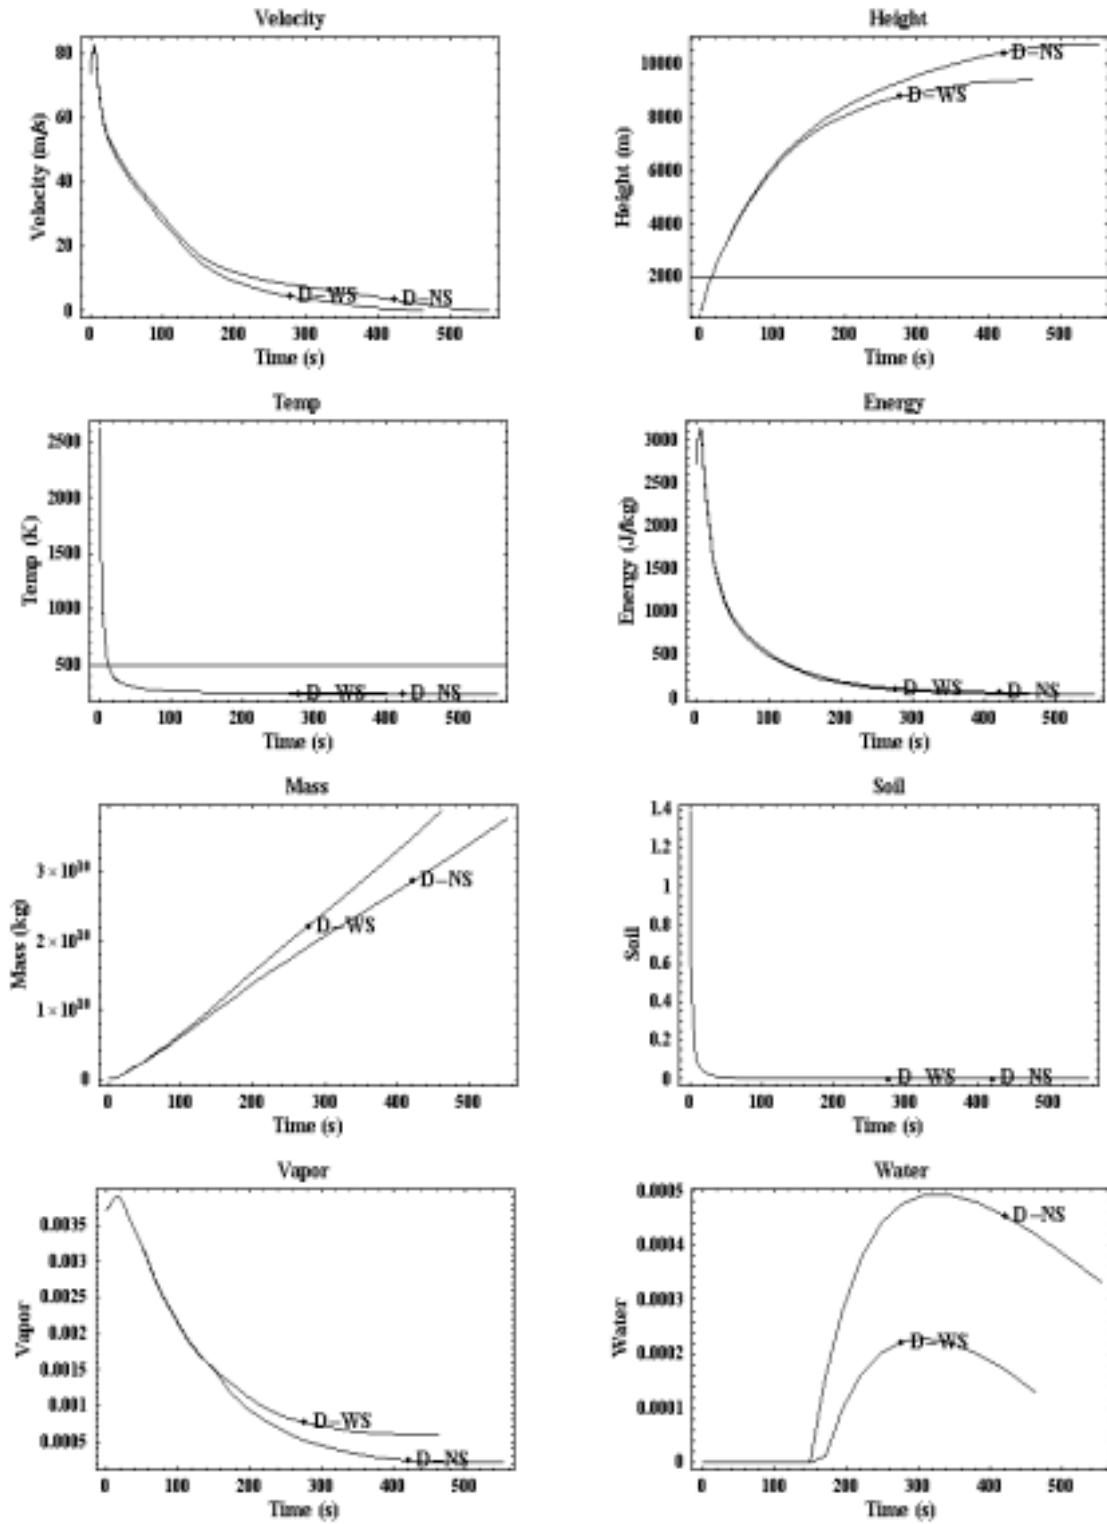 Velocity
80
60
40
20
0
Velocity (m/s)
D-WS
D-NS
0 100 200 300 400 500
Time (s)
Height
10000
8000
6000
4000
2000
Height (m)
D-NS
D-WS
0 100 200 300 400 500
Time (s)
Temp
2500
2000
1500
1000
500
Temp (K)
D-WS
D-NS
0 100 200 300 400 500
Time (s)
Energy
3000
2500
2000
1500
1000
500
0
Energy (J/kg)
D-WS
D-NS
0 100 200 300 400 500
Time (s)
Mass
3 × 10
2 × 10
1 × 10
0
Mass (kg)
D-NS
D-WS
0 100 200 300 400 500
Time (s)
Soil
1.4
1.2
1
0.8
0.6
0.4
0.2
0
Soil
D-WS
D-NS
0 100 200 300 400 500
Time (s)
Vapor
0.0035
0.003
0.0025
0.002
0.0015
0.001
0.0005
Vapor
D-WS
D-NS
0 100 200 300 400 500
Time (s)
Water
0.0005
0.0004
0.0003
0.0002
0.0001
0
Water
D-NS
D-WS
0 100 200 300 400 500
Time (s)